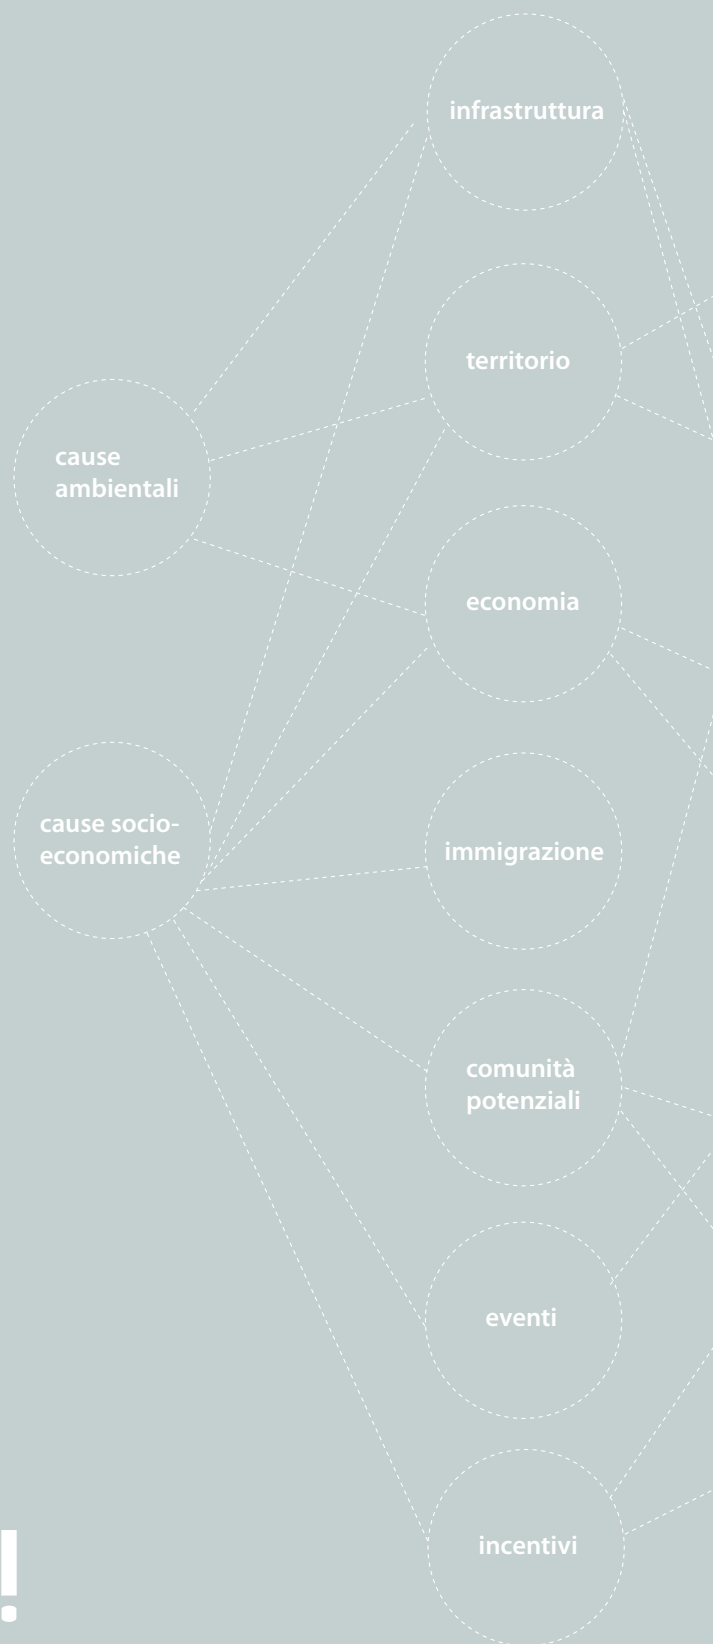 infrastruttura
territorio
cause
ambientali
economia
cause socio-
economiche
immigrazione
comunità
potenziali
eventi
!
incentivi